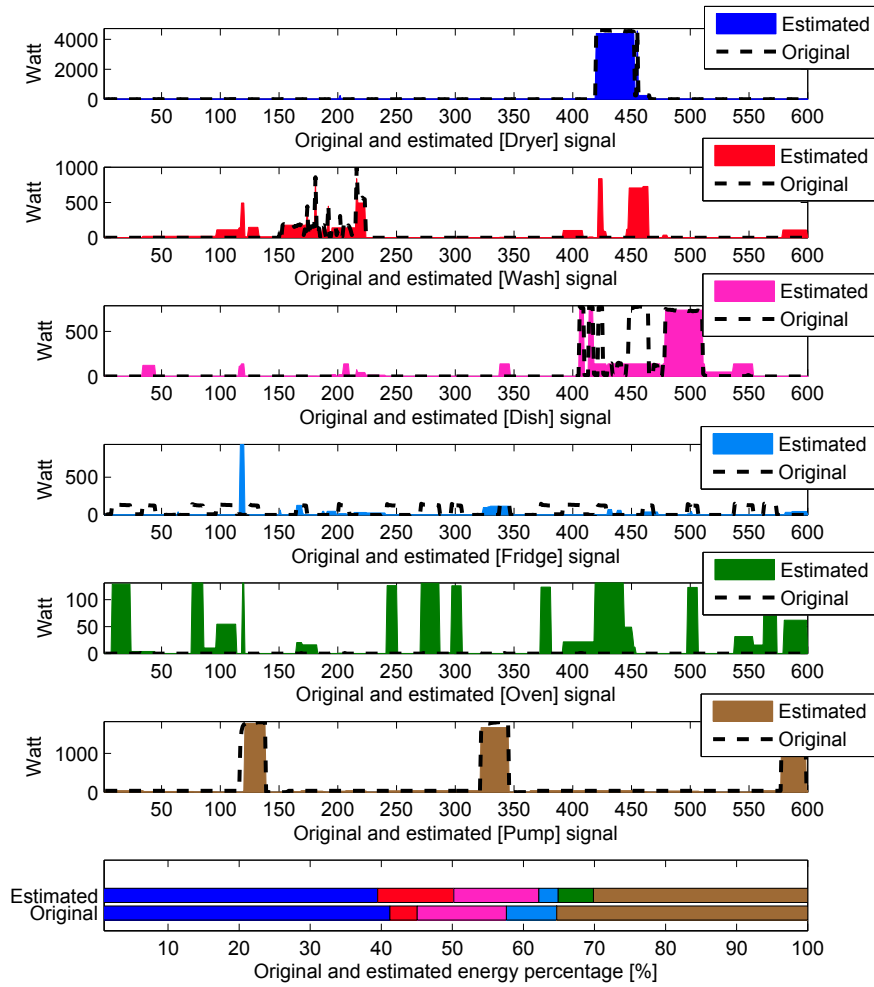 Estimated
Original
Watt
4000
2000
0
50 100 150 200 250 300 350 400 450 500 550 600
Original and estimated [Dryer] signal
Estimated
Original
Watt
1000
500
0
50 100 150 200 250 300 350 400 450 500 550 600
Original and estimated [Wash] signal
Estimated
Original
Watt
500
0
50 100 150 200 250 300 350 400 450 500 550 600
Original and estimated [Dish] signal
Estimated
Original
Watt
500
0
50 100 150 200 250 300 350 400 450 500 550 600
Original and estimated [Fridge] signal
Estimated
Original
Watt
100
50
0
50 100 150 200 250 300 350 400 450 500 550 600
Original and estimated [Oven] signal
Estimated
Original
Watt
1000
0
50 100 150 200 250 300 350 400 450 500 550 600
Original and estimated [Pump] signal
Estimated
Original
10 20 30 40 50 60 70 80 90 100
Original and estimated energy percentage [%]